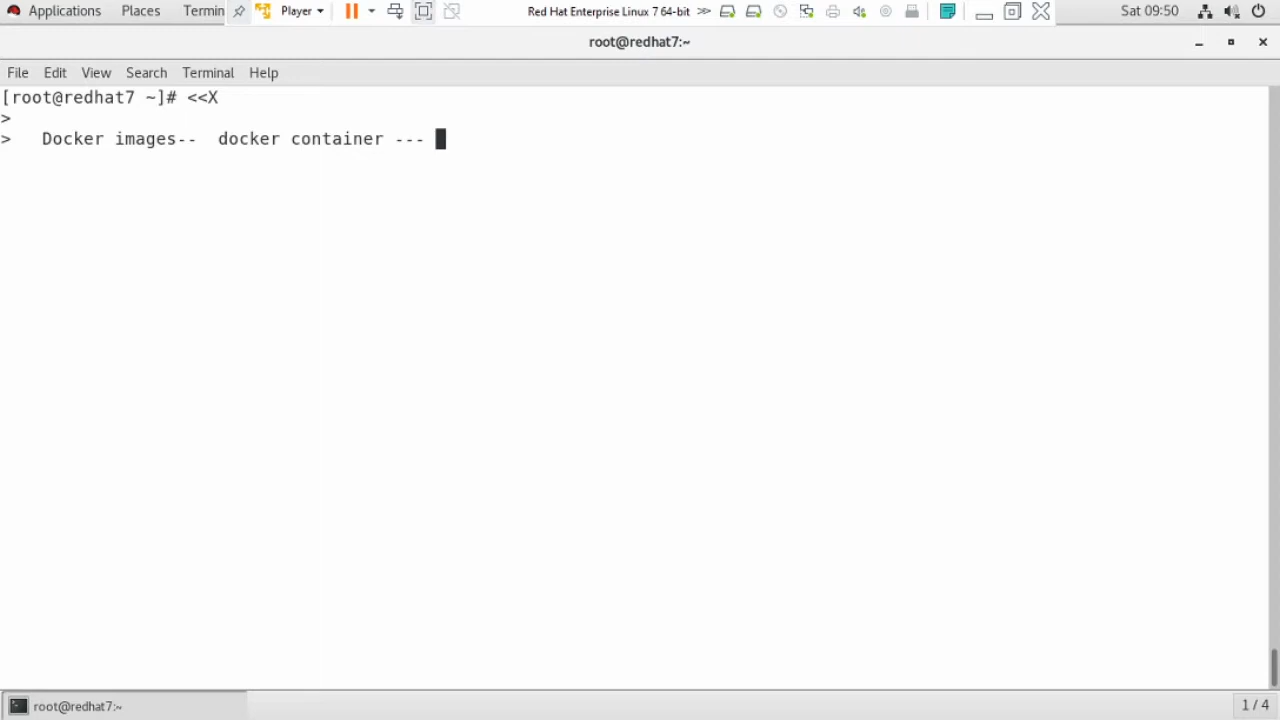 Applications Places Termin Player Red Hat Enterprise Linux 7 64-bit Sat 09:50
root@redhat7:~
File Edit View Search Terminal Help
[root@redhat7 ~]# <<X
>
> Docker images-- docker container ---
root@redhat7:~ 1 / 4